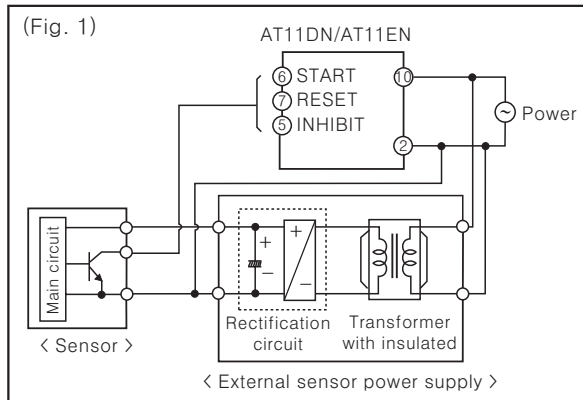 (Fig. 1)
AT11DN/AT11EN
6 START 10
7 RESET
5 INHIBIT
2
Power
Main circuit
+
−
+
−
Rectification
circuit
Transformer
with insulated
< Sensor >
< External sensor power supply >